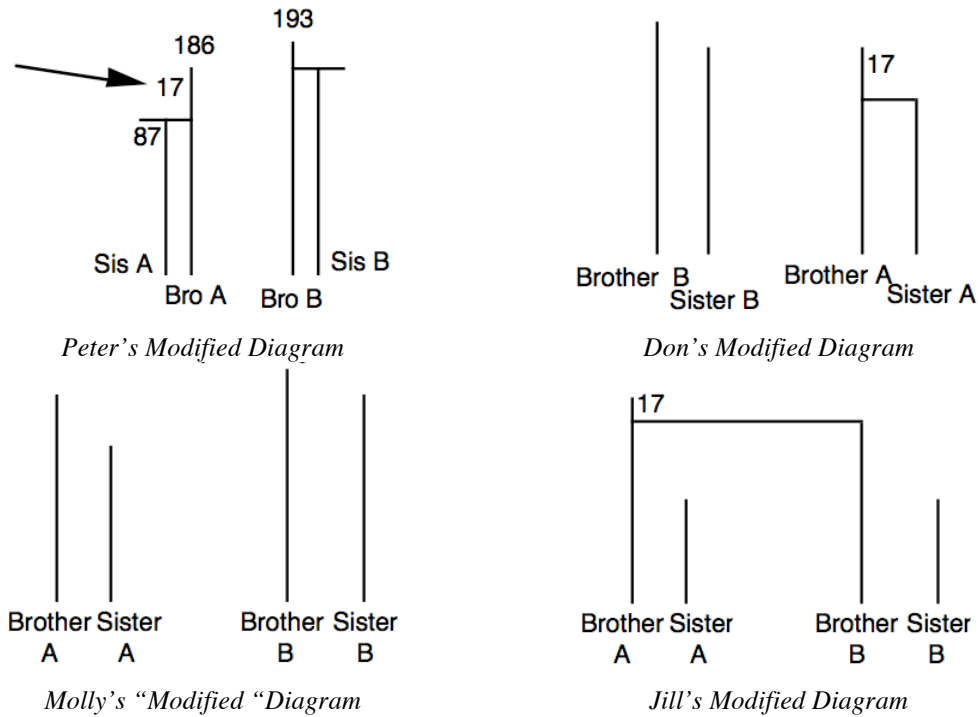 193
186
17
87
Sis A
Bro A
Bro B
Sis B
Peter's Modified Diagram
17
Brother B
Sister B
Brother A
Sister A
Don's Modified Diagram
Brother Sister
A A
Brother Sister
B B
Molly's “Modified “Diagram
17
Brother Sister
A A
Brother Sister
B B
Jill's Modified Diagram